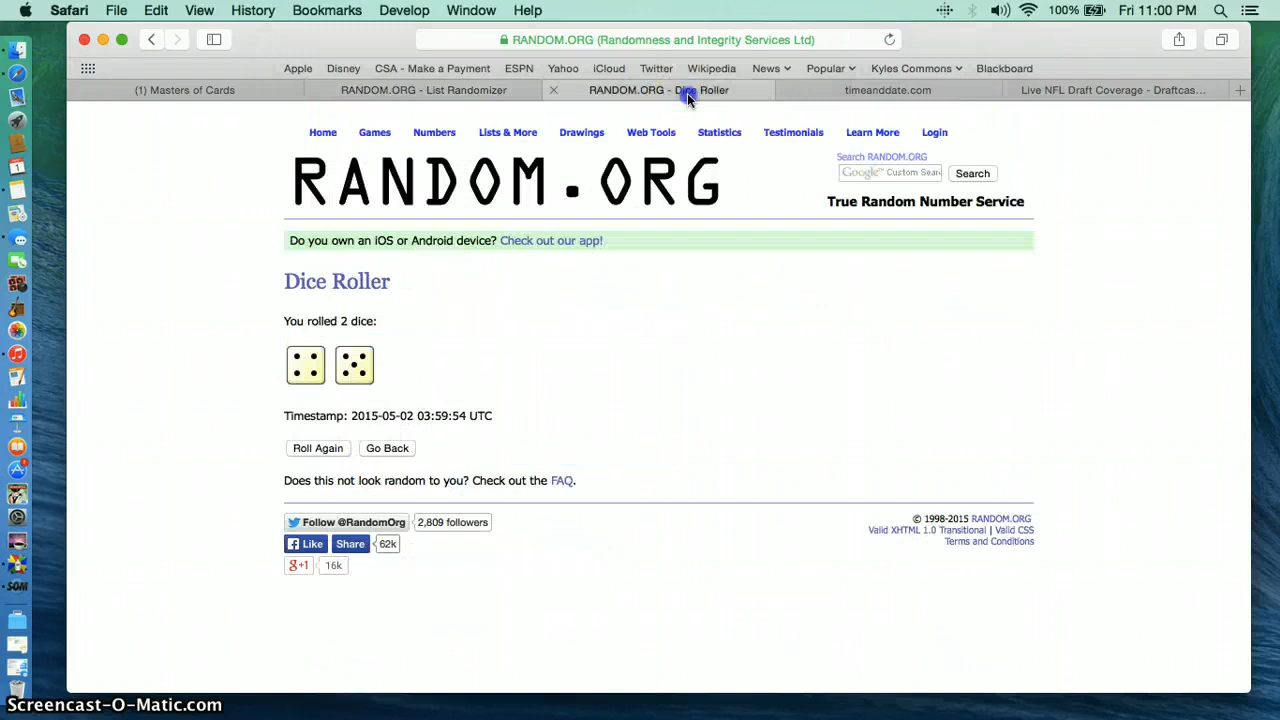 Safari File Edit View History Bookmarks Develop Window Help 100% Fri 11:00 PM
RANDOM.ORG (Randomness and Integrity Services Ltd)
Apple Disney CSA - Make a Payment ESPN Yahoo iCloud Twitter Wikipedia News Popular Kyles Commons Blackboard
(1) Masters of Cards RANDOM.ORG - List Randomizer RANDOM.ORG - Dice Roller timeanddate.com Live NFL Draft Coverage - Draftcas...
Home Games Numbers Lists & More Drawings Web Tools Statistics Testimonials Learn More Login
RANDOM.ORG
Search RANDOM.ORG
Google™ Custom Sear Search
True Random Number Service
Do you own an iOS or Android device? Check out our app!
Dice Roller
You rolled 2 dice:
Timestamp: 2015-05-02 03:59:54 UTC
Roll Again Go Back
Does this not look random to you? Check out the FAQ.
Follow @RandomOrg 2,809 followers
Like Share 62k
g+1 16k
© 1998-2015 RANDOM.ORG
Valid XHTML 1.0 Transitional | Valid CSS
Terms and Conditions
Screencast-O-Matic.com